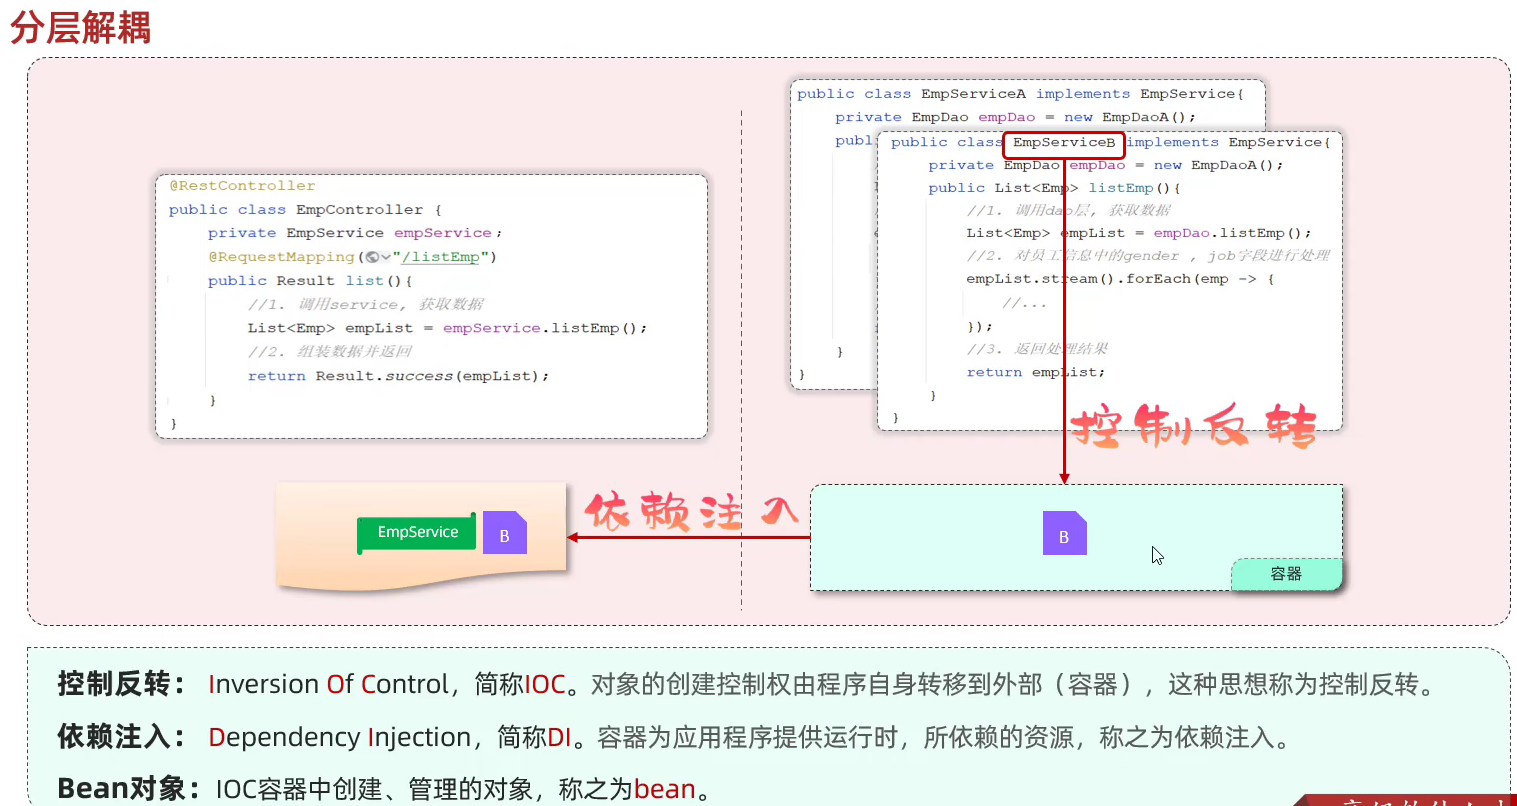 分层解耦
@RestController
public class EmpController {
private EmpService empService;
@RequestMapping("/listEmp")
public Result list(){
//1. 调用service, 获取数据
List<Emp> empList = empService.listEmp();
//2. 组装数据并返回
return Result.success(empList);
}
}
public class EmpServiceA implements EmpService{
private EmpDao empDao = new EmpDaoA();
publ
}
}
public class EmpServiceB implements EmpService{
private EmpDao empDao = new EmpDaoA();
public List<Emp> listEmp(){
//1. 调用dao层, 获取数据
List<Emp> empList = empDao.listEmp();
//2. 对员工信息中的gender , job字段进行处理
empList.stream().forEach(emp -> {
//...
});
//3. 返回处理结果
return empList;
}
}
控制反转
依赖注入
EmpService
B
B
容器
控制反转：Inversion Of Control，简称IOC。对象的创建控制权由程序自身转移到外部（容器），这种思想称为控制反转。
依赖注入：Dependency Injection，简称DI。容器为应用程序提供运行时，所依赖的资源，称之为依赖注入。
Bean对象：IOC容器中创建、管理的对象，称之为bean。